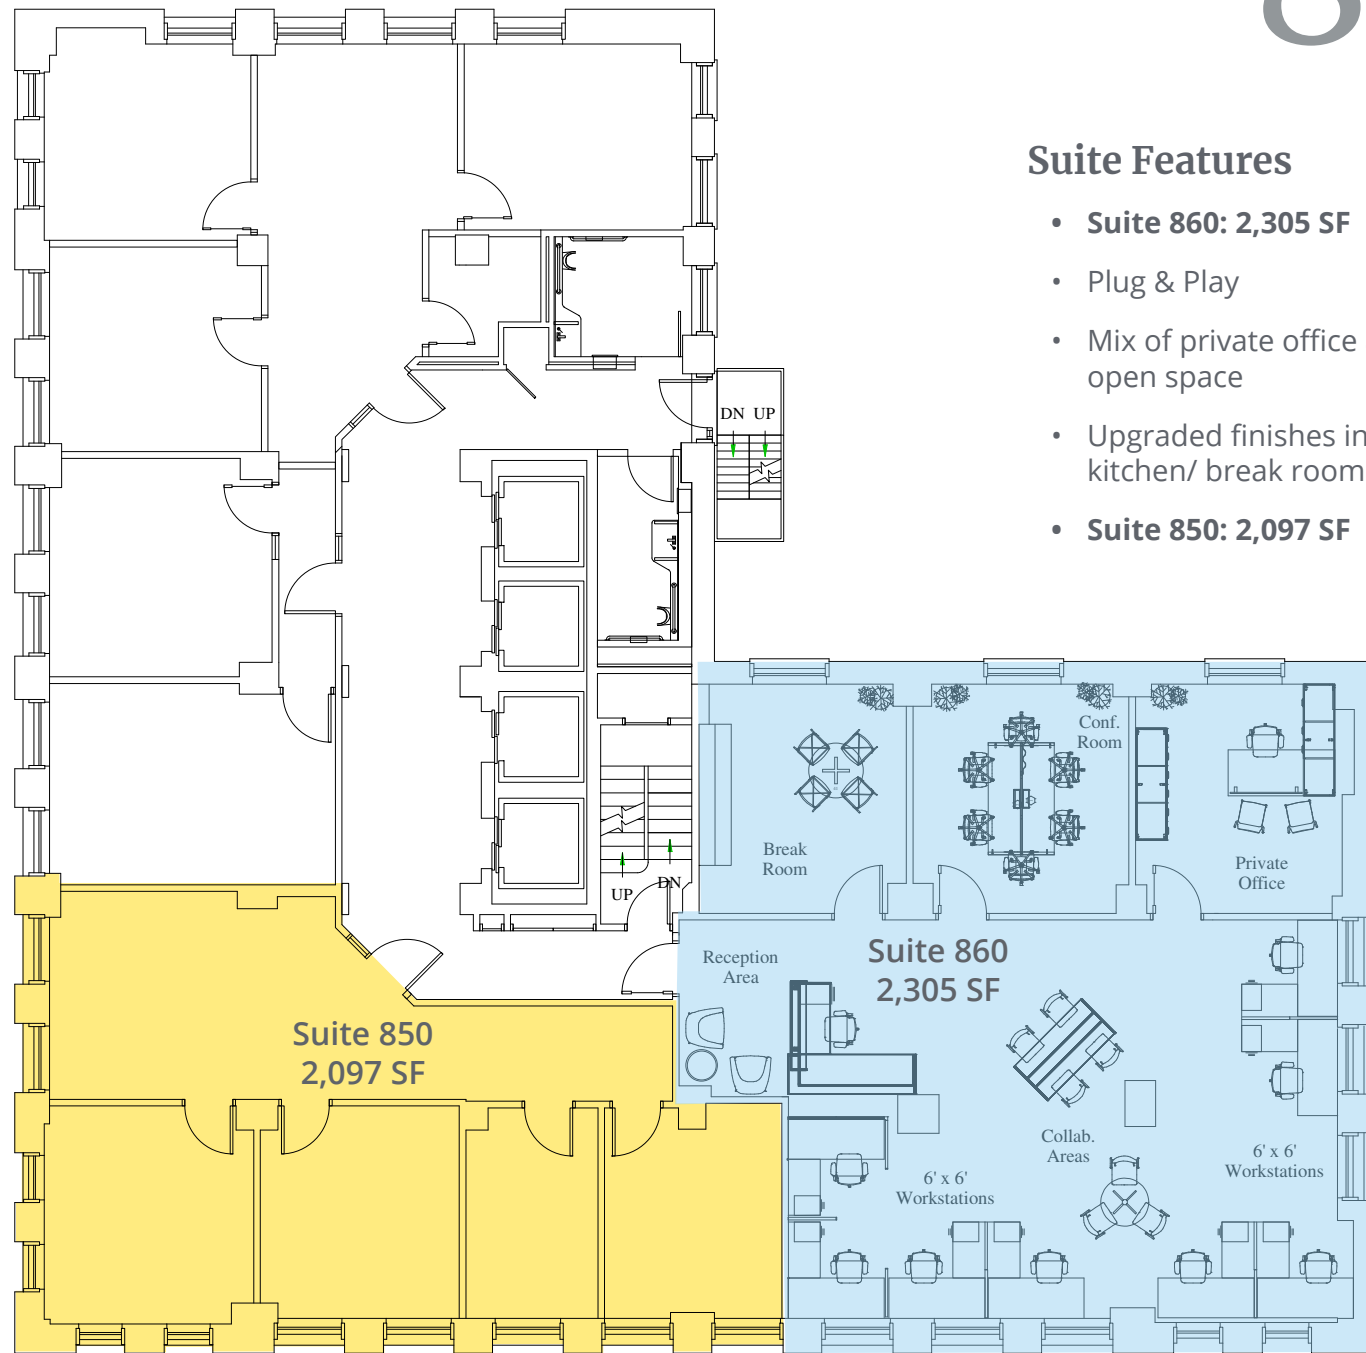 8
Suite Features
• Suite 860: 2,305 SF
• Plug & Play
• Mix of private office
open space
• Upgraded finishes in
kitchen/ break room
• Suite 850: 2,097 SF
DN UP
Conf.
Room
Break
Room
Private
Office
UP
DN
Reception
Area
Suite 860
2,305 SF
Suite 850
2,097 SF
Collab.
Areas
6' x 6'
Workstations
6' x 6'
Workstations